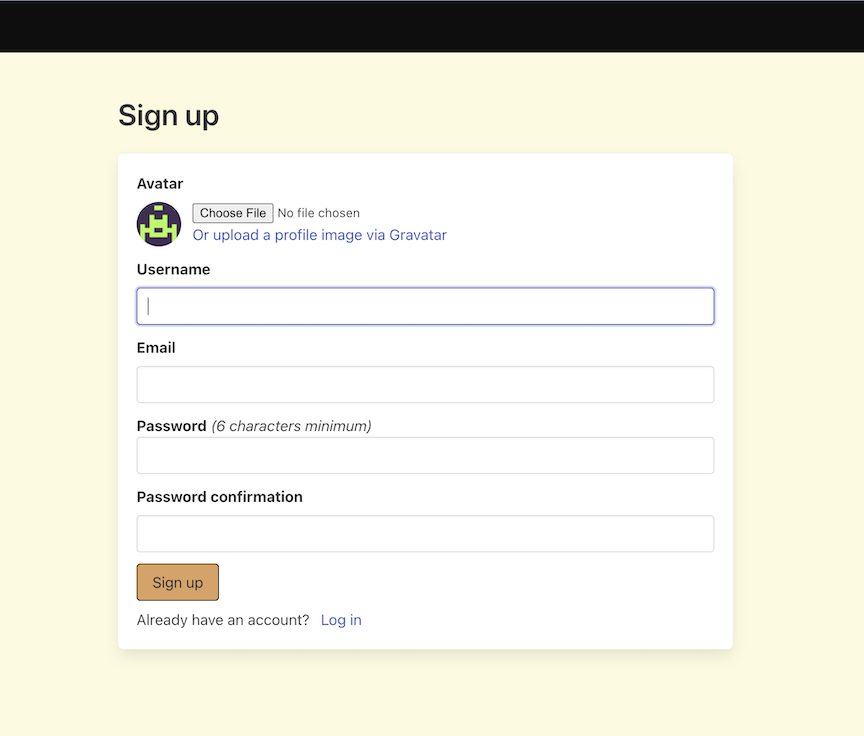 Sign up
Avatar
Choose File No file chosen
Or upload a profile image via Gravatar
Username
Email
Password (6 characters minimum)
Password confirmation
Sign up
Already have an account? Log in